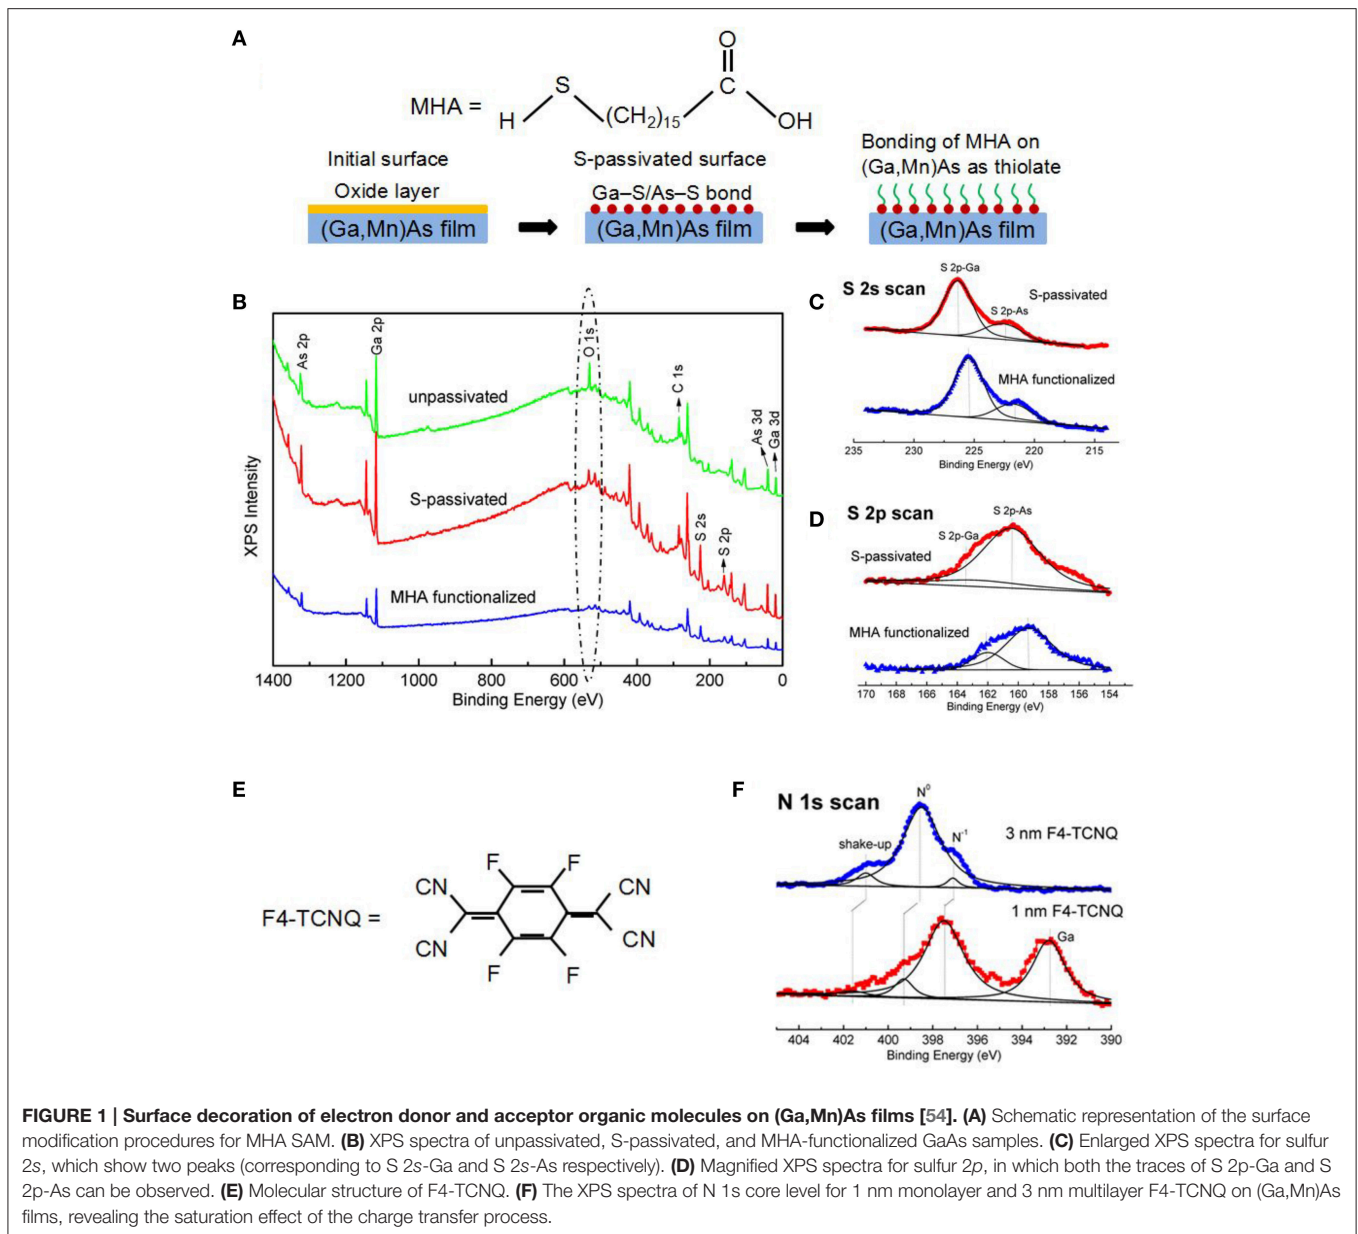 A
O
S
C
MHA =
H
(CH2)15
OH
Initial surface
S-passivated surface
Bonding of MHA on
(Ga,Mn)As as thiolate
Oxide layer
Ga–S/As–S bond
(Ga,Mn)As film
(Ga,Mn)As film
(Ga,Mn)As film
B
As 2p
Ga 2p
O 1s
C 1s
As 3d
Ga 3d
unpassivated
S-passivated
S 2s
S 2p
MHA functionalized
XPS Intensity
1400 1200 1000 800 600 400 200 0
Binding Energy (eV)
C
S 2s scan
S 2p-Ga
S-passivated
S 2p-As
MHA functionalized
235 230 225 220 215
Binding Energy (eV)
D
S 2p scan
S 2p-As
S 2p-Ga
S-passivated
MHA functionalized
170 168 166 164 162 160 158 156 154
Binding Energy (eV)
E
F4-TCNQ =
CN
F
F
CN
CN
F
F
CN
F
N 1s scan
N0
shake-up
N-1
3 nm F4-TCNQ
1 nm F4-TCNQ
Ga
404 402 400 398 396 394 392 390
Binding Energy (eV)
FIGURE 1 | Surface decoration of electron donor and acceptor organic molecules on (Ga,Mn)As films [54]. (A) Schematic representation of the surface
modification procedures for MHA SAM. (B) XPS spectra of unpassivated, S-passivated, and MHA-functionalized GaAs samples. (C) Enlarged XPS spectra for sulfur
2s, which show two peaks (corresponding to S 2s-Ga and S 2s-As respectively). (D) Magnified XPS spectra for sulfur 2p, in which both the traces of S 2p-Ga and S
2p-As can be observed. (E) Molecular structure of F4-TCNQ. (F) The XPS spectra of N 1s core level for 1 nm monolayer and 3 nm multilayer F4-TCNQ on (Ga,Mn)As
films, revealing the saturation effect of the charge transfer process.